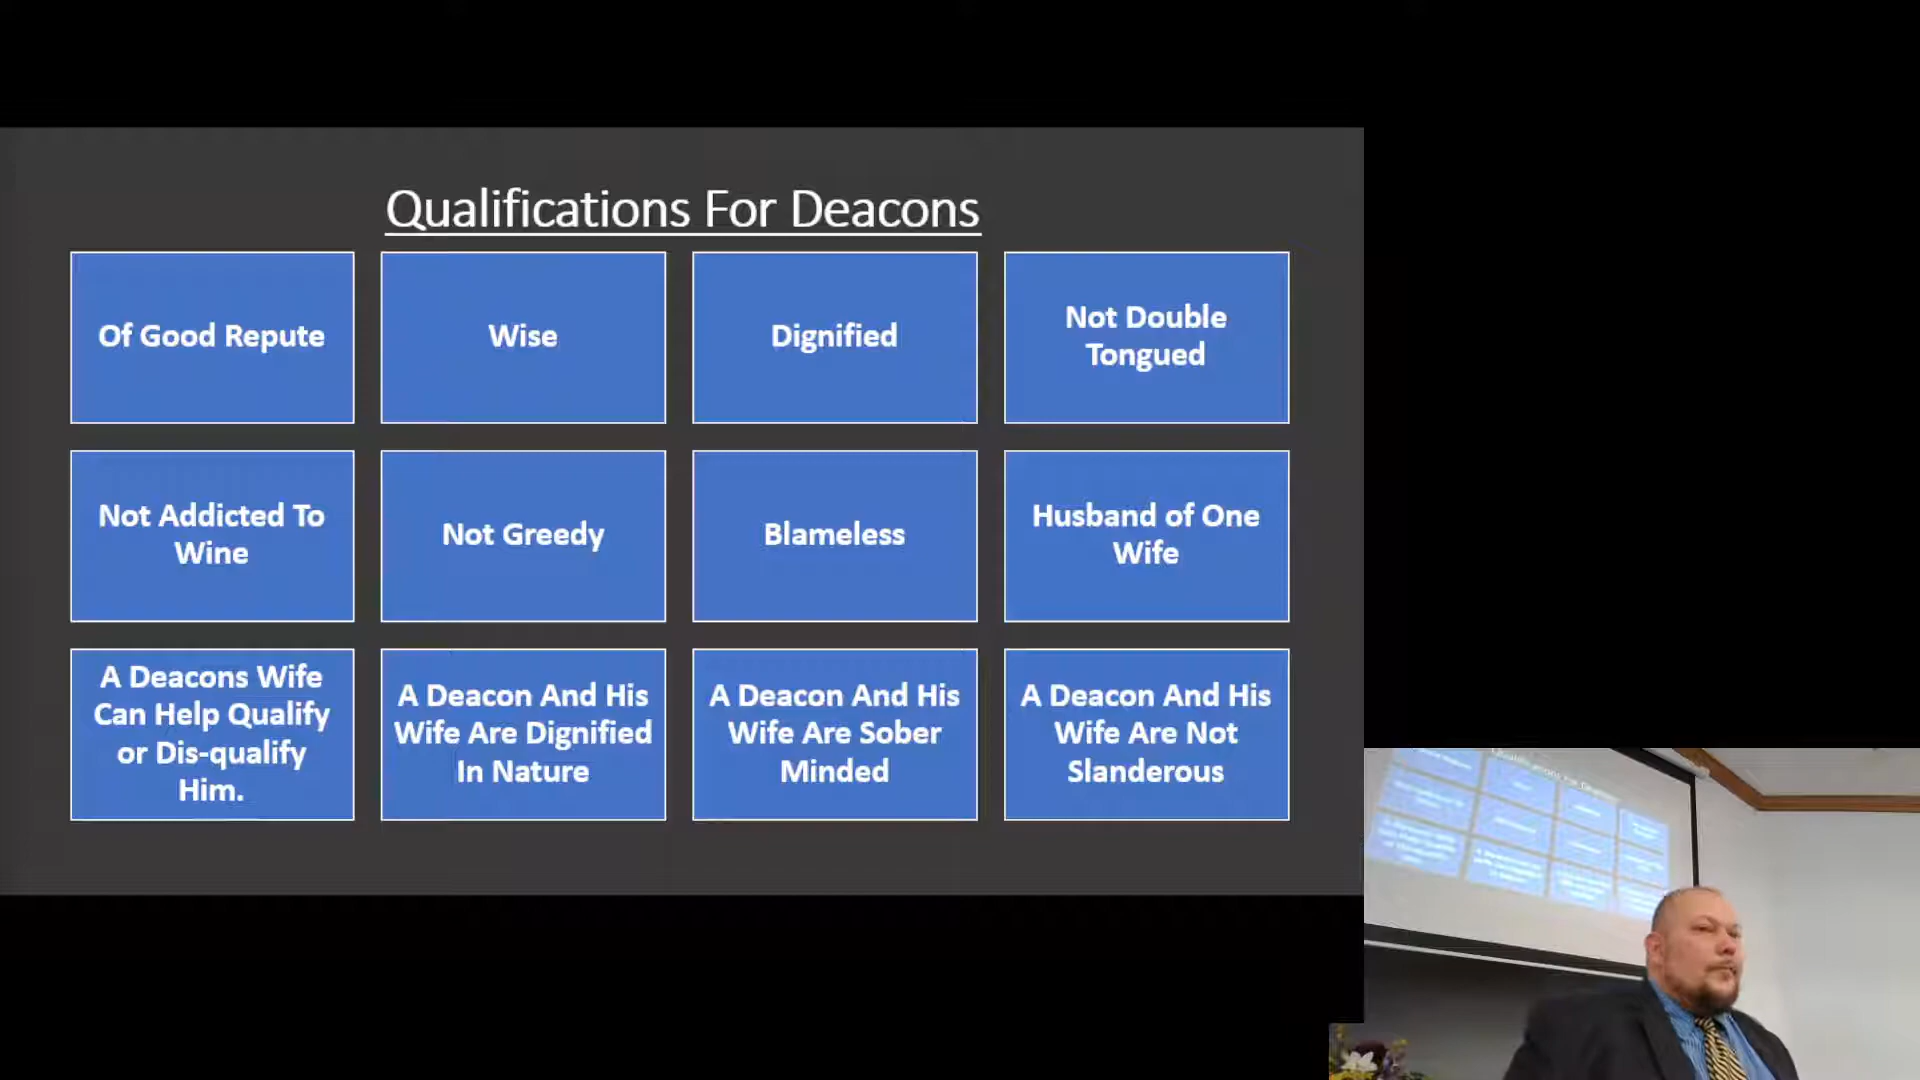 Qualifications For Deacons
Of Good Repute
Wise
Dignified
Not Double
Tongued
Not Addicted To
Wine
Not Greedy
Blameless
Husband of One
Wife
A Deacons Wife
Can Help Qualify
or Dis-qualify
Him.
A Deacon And His
Wife Are Dignified
In Nature
A Deacon And His
Wife Are Sober
Minded
A Deacon And His
Wife Are Not
Slanderous